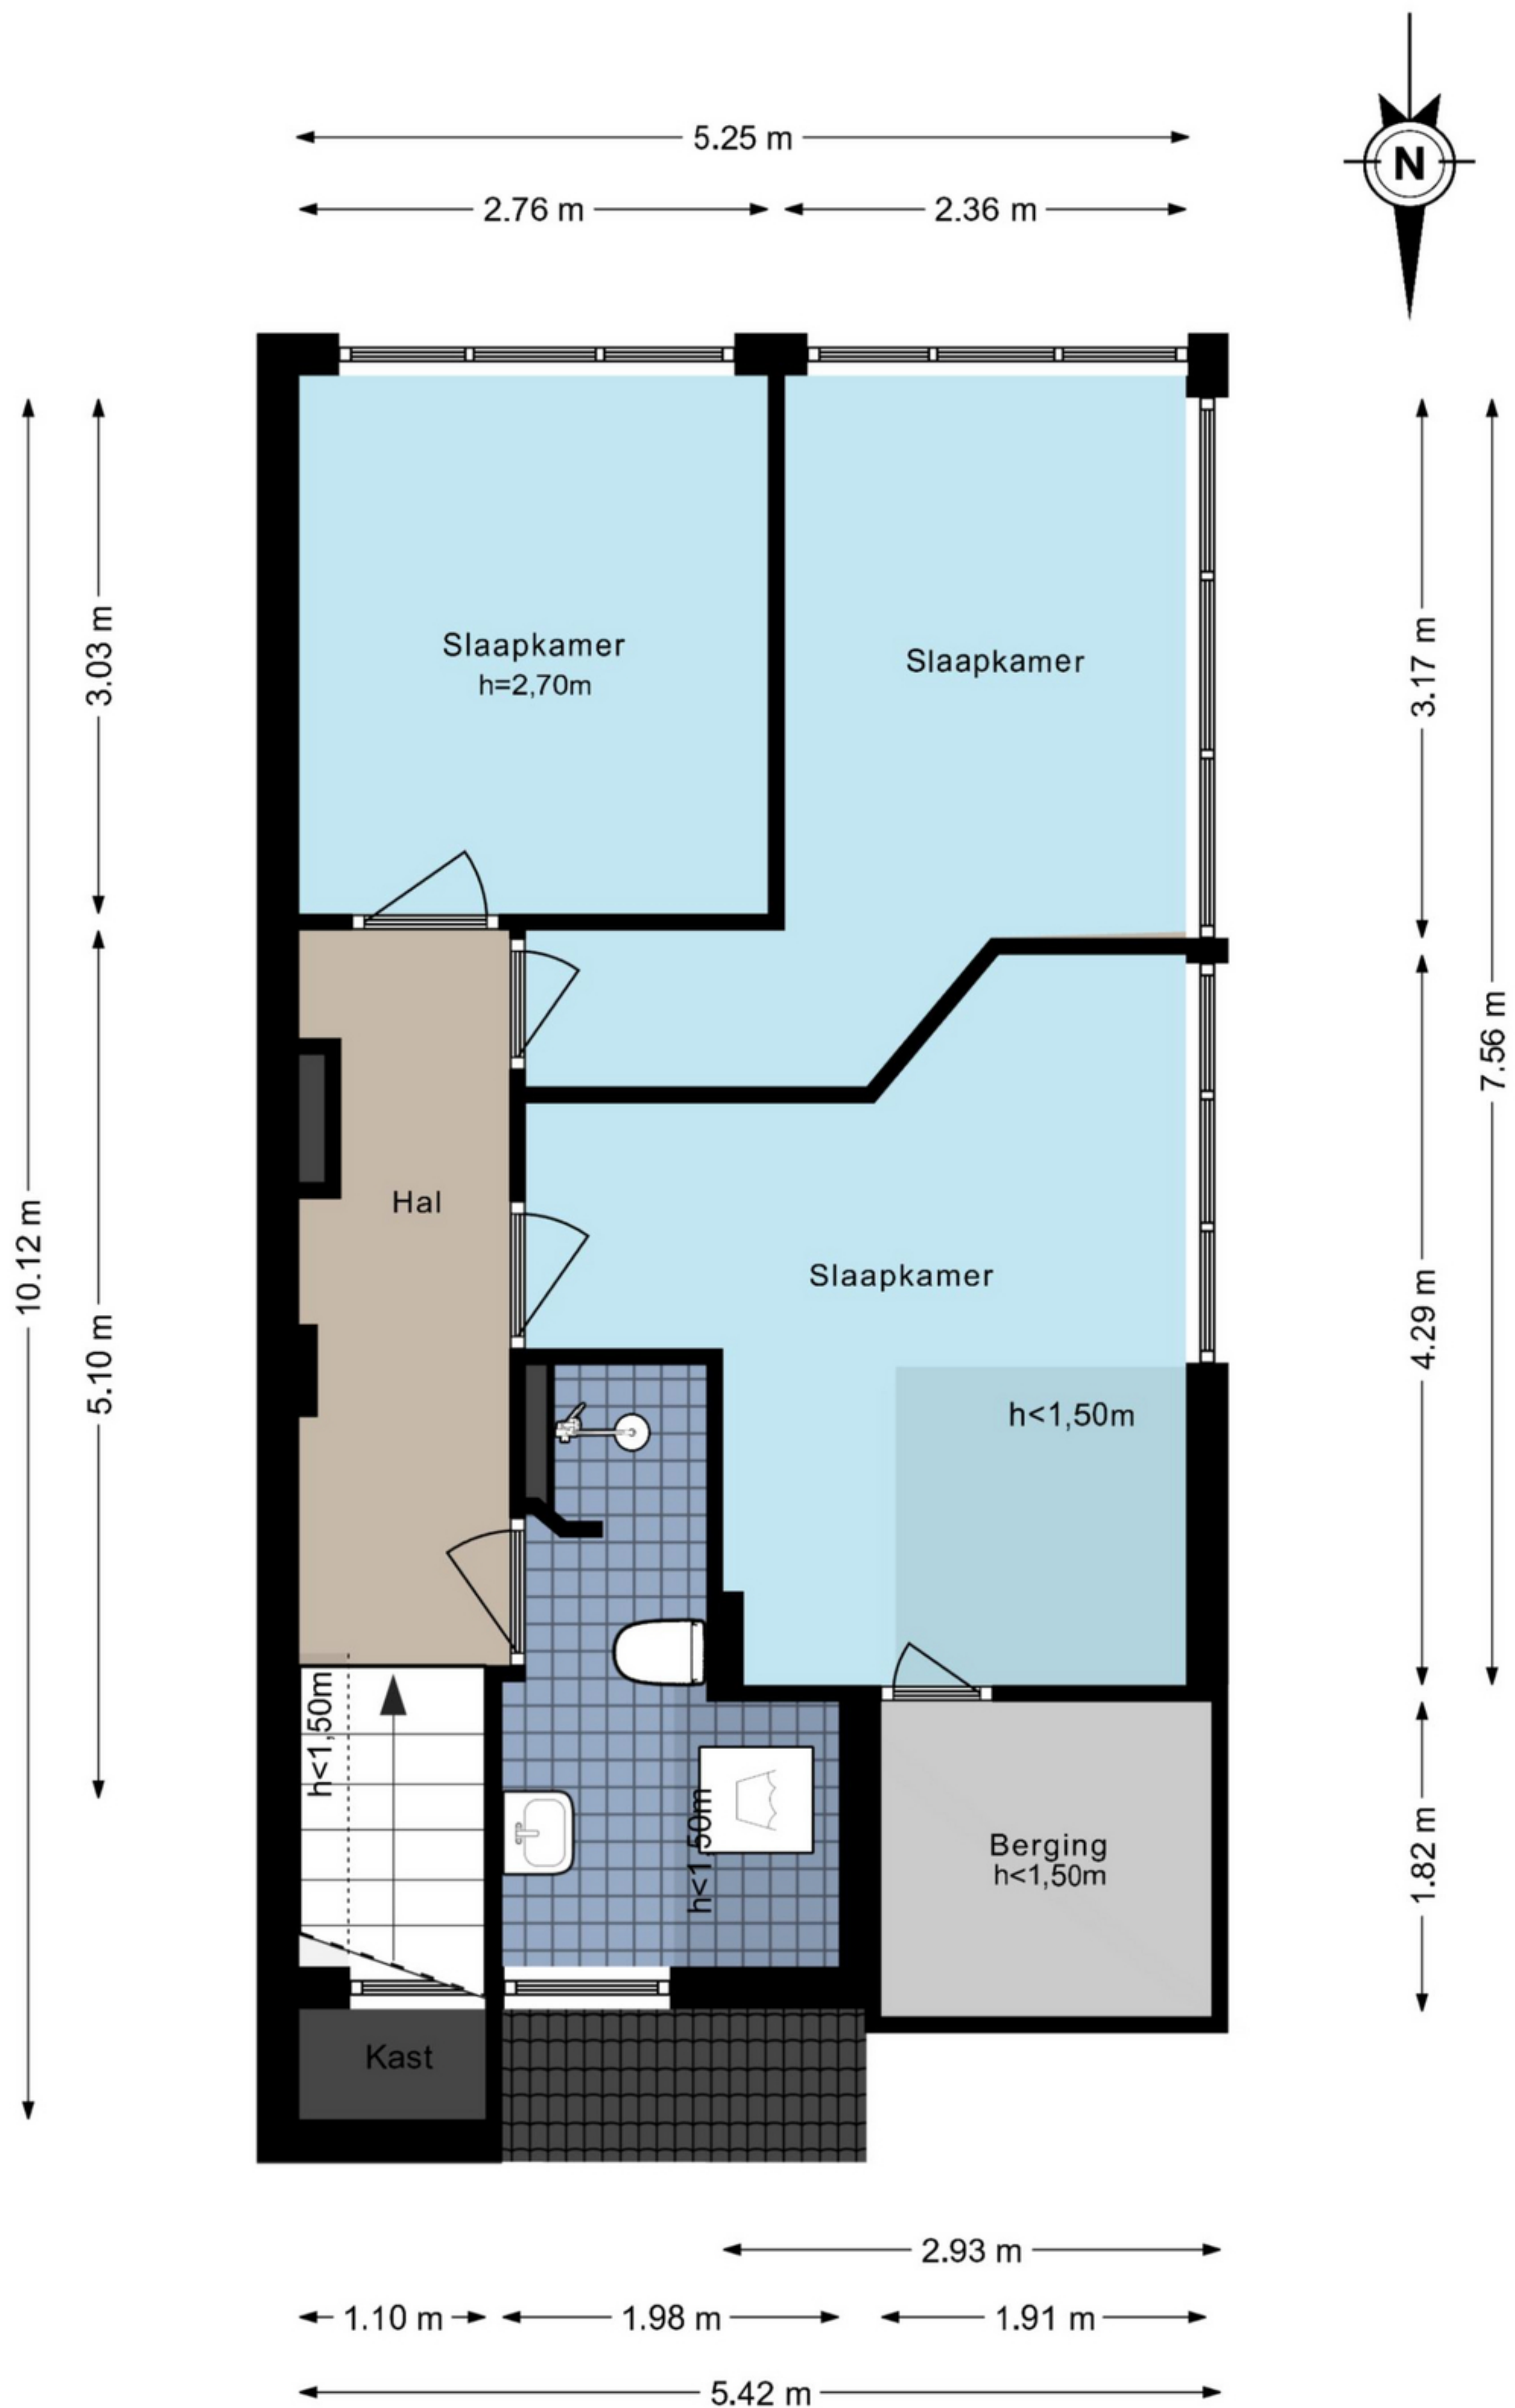 N
5.25 m
2.76 m
2.36 m
3.03 m
3.17 m
Slaapkamer
h=2,70m
Slaapkamer
7.56 m
10.12 m
Hal
5.10 m
Slaapkamer
4.29 m
h<1,50m
h<1,50m
h<1,50m
Berging
h<1,50m
1.82 m
Kast
2.93 m
1.10 m
1.98 m
1.91 m
5.42 m